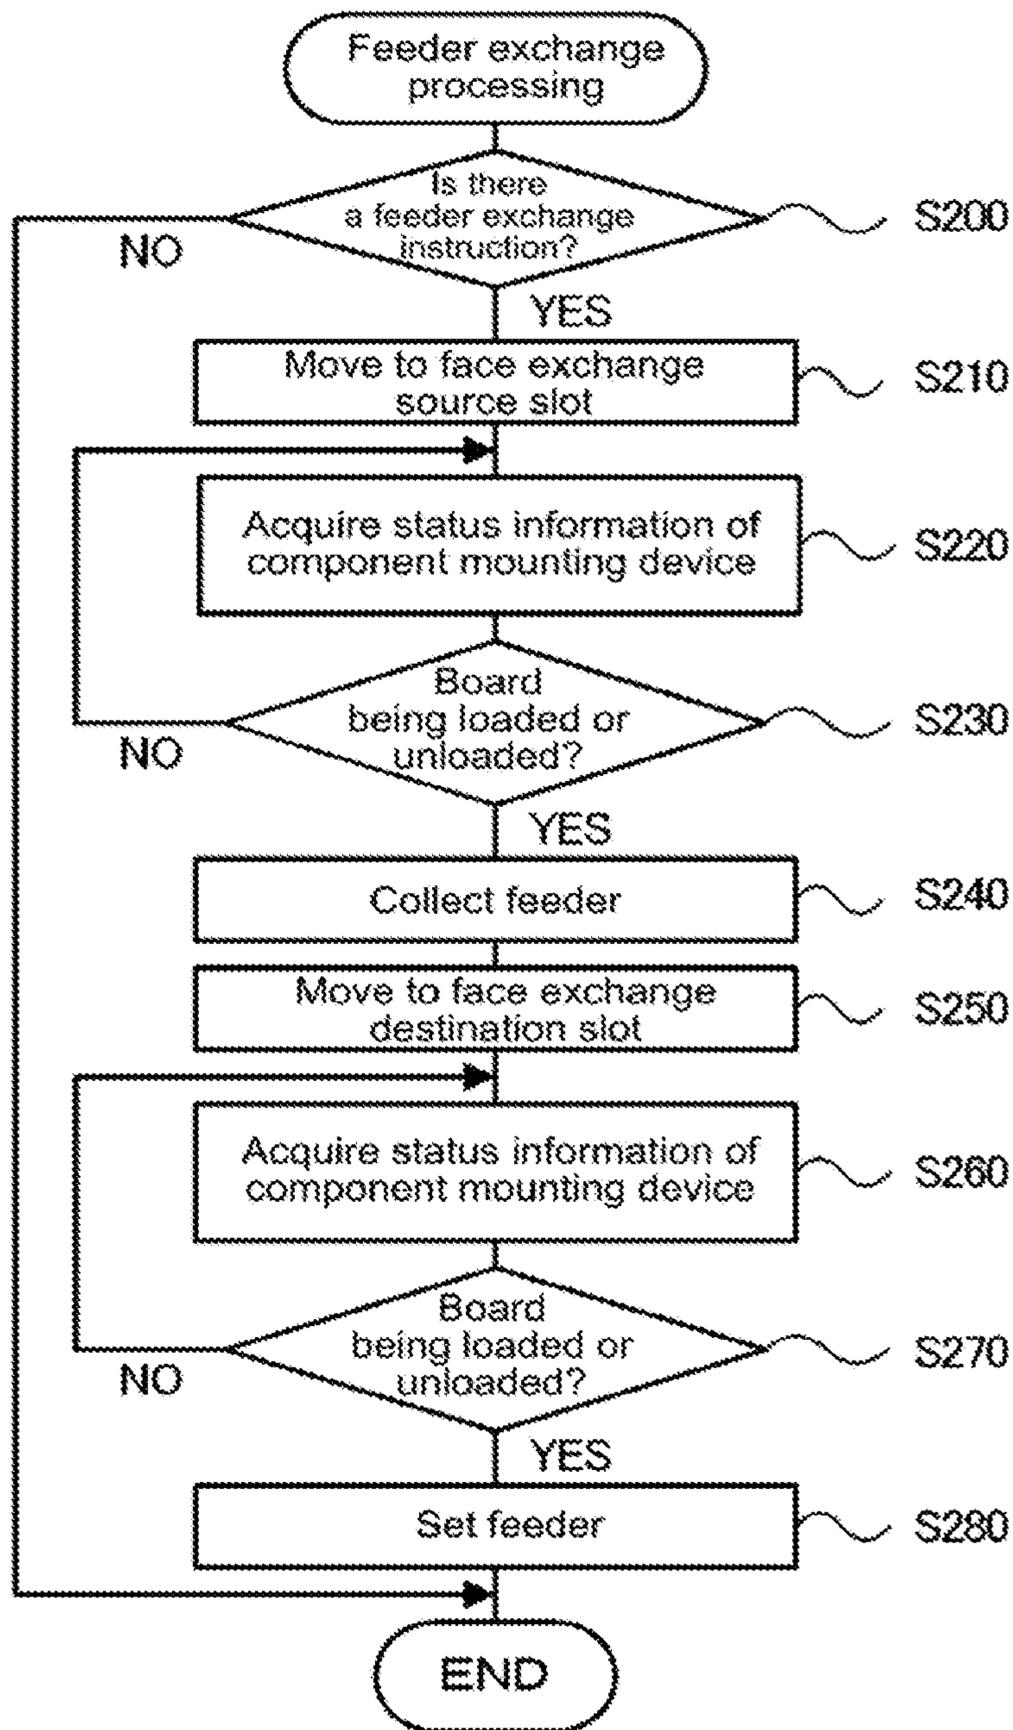 Feeder exchange
processing
Is there
a feeder exchange
instruction?
S200
NO
YES
Move to face exchange
source slot
S210
Acquire status information of
component mounting device
S220
Board
being loaded or
unloaded?
S230
NO
YES
Collect feeder
S240
Move to face exchange
destination slot
S250
Acquire status information of
component mounting device
S260
Board
being loaded or
unloaded?
S270
NO
YES
Set feeder
S280
END